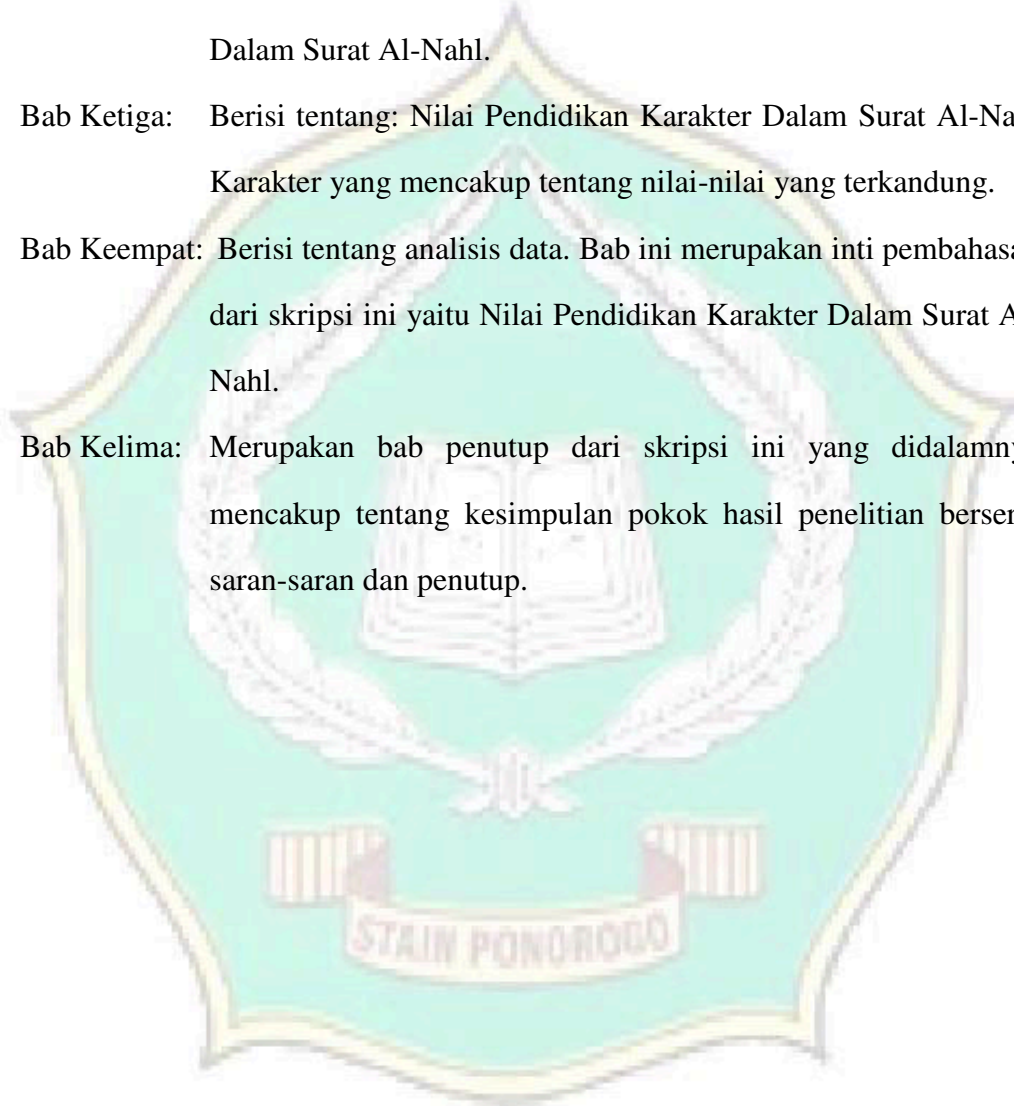 Dalam Surat Al-Nahl.
Bab Ketiga: Berisi tentang: Nilai Pendidikan Karakter Dalam Surat Al-Na
Karakter yang mencakup tentang nilai-nilai yang terkandung.
Bab Keempat: Berisi tentang analisis data. Bab ini merupakan inti pembahasa
dari skripsi ini yaitu Nilai Pendidikan Karakter Dalam Surat A
Nahl.
Bab Kelima: Merupakan bab penutup dari skripsi ini yang didalamny
mencakup tentang kesimpulan pokok hasil penelitian beser
saran-saran dan penutup.
STAIN PONOROGO